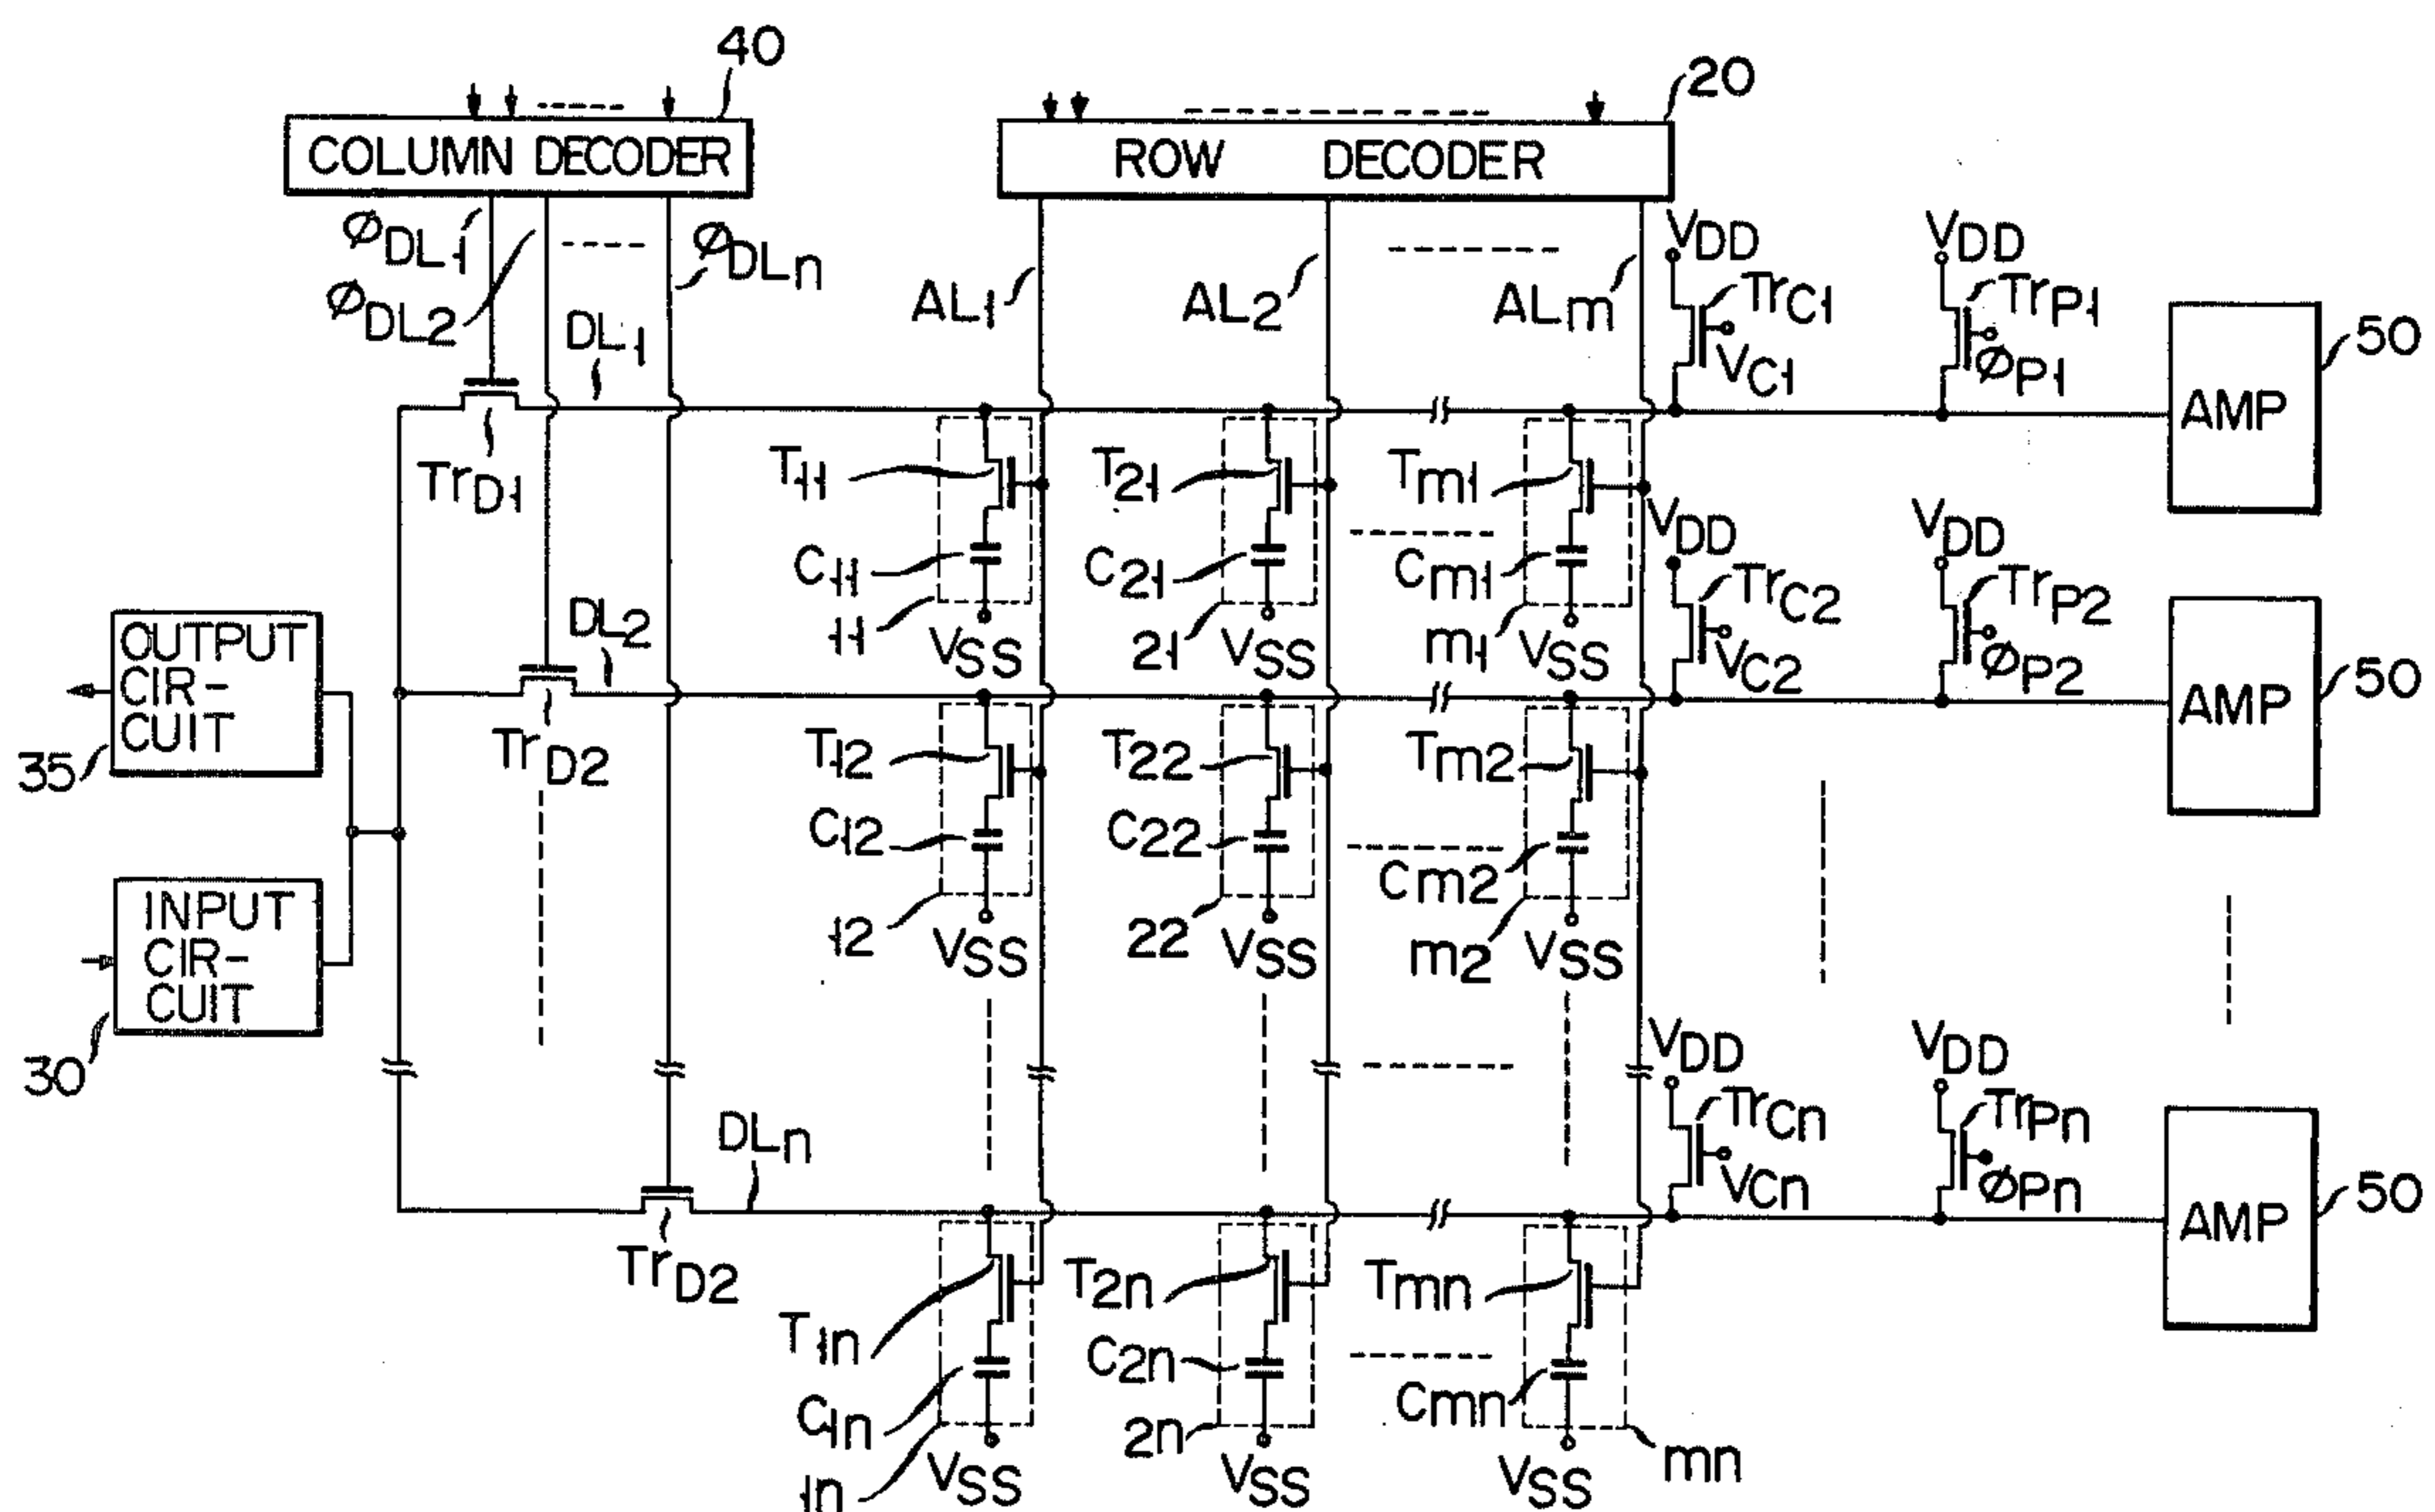 40
20
COLUMN DECODER
ROW DECODER
ØDL1
ØDL2
ØDLn
DL1
AL1
AL2
ALm
VDD
TrC1
VC1
VDD
TrP1
ØP1
AMP
50
TrD1
T11
C11
11
VSS
T21
C21
21
VSS
Tm1
Cm1
m1
VSS
VDD
TrC2
VC2
VDD
TrP2
ØP2
AMP
50
OUTPUT
CIR-
CUIT
35
DL2
TrD2
T12
C12
12
VSS
T22
C22
22
VSS
Tm2
Cm2
m2
VSS
INPUT
CIR-
CUIT
30
VDD
TrCn
VCn
VDD
TrPn
ØPn
AMP
50
DLn
TrD2
T1n
C1n
1n
VSS
T2n
C2n
2n
VSS
Tmn
Cmn
mn
VSS